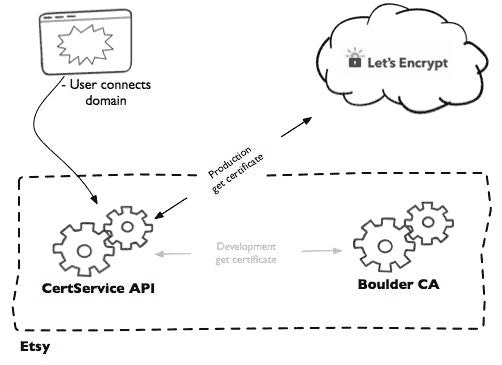 - User connects
domain
Let's Encrypt
Production
get certificate
Development
get certificate
CertService API
Boulder CA
Etsy